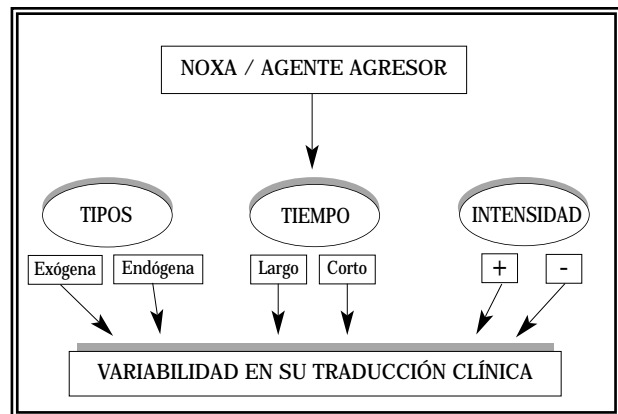 NOXA / AGENTE AGRESOR
TIPOS TIEMPO INTENSIDAD
Exógena Endógena Largo Corto + -
VARIABILIDAD EN SU TRADUCCIÓN CLÍNICA